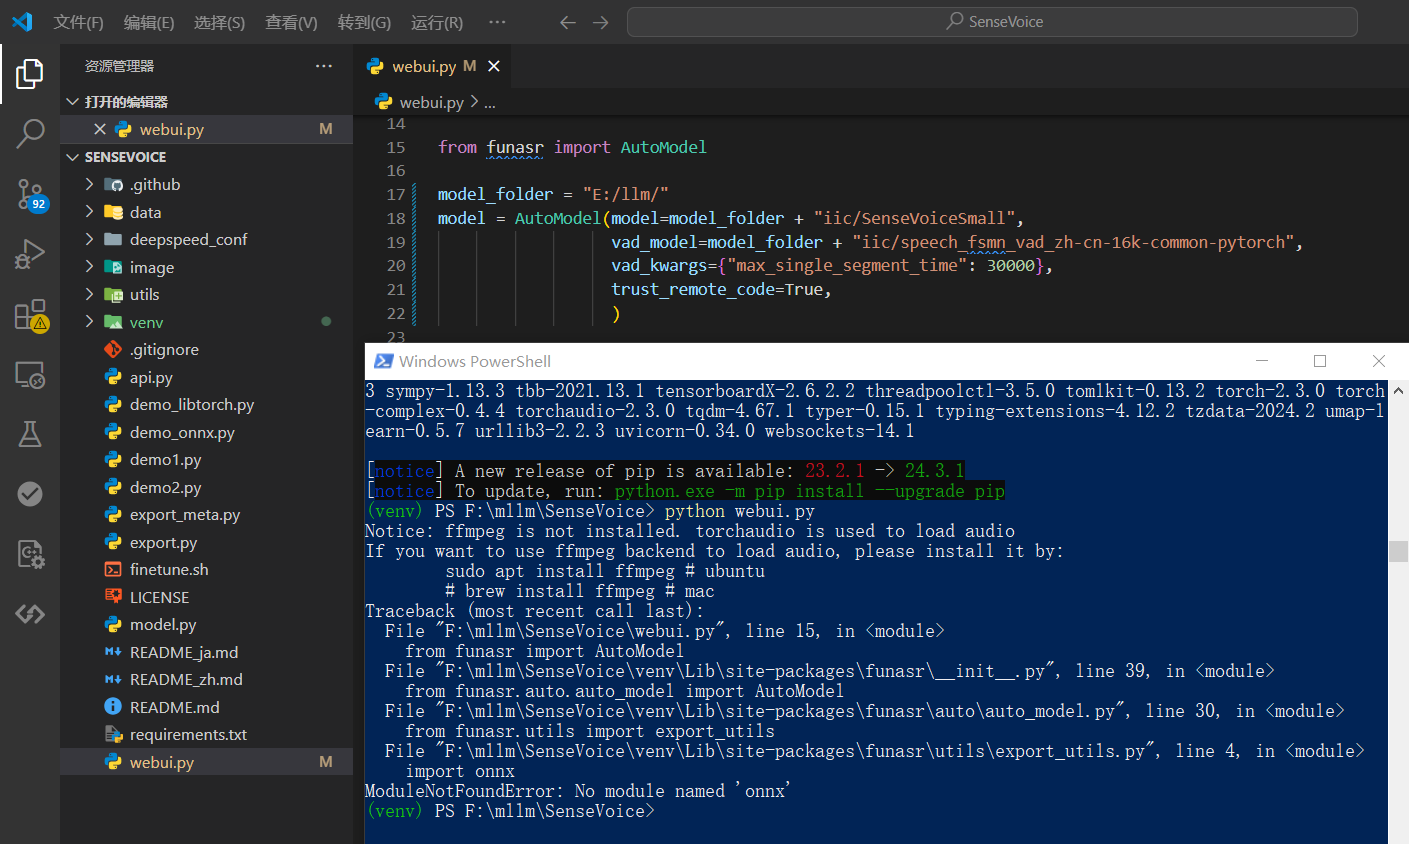 文件(F) 编辑(E) 选择(S) 查看(V) 转到(G) 运行(R) ··· SenseVoice
资源管理器 ···
打开的编辑器
webui.py M
SENSEVOICE
.github
data
deepspeed_conf
image
utils
venv
.gitignore
api.py
demo_libtorch.py
demo_onnx.py
demo1.py
demo2.py
export_meta.py
export.py
finetune.sh
LICENSE
model.py
README_ja.md
README_zh.md
README.md
requirements.txt
webui.py M
92
webui.py M
webui.py > ...
14
15 from funasr import AutoModel
16
17 model_folder = "E:/llm/"
18 model = AutoModel(model=model_folder + "iic/SenseVoiceSmall",
19 vad_model=model_folder + "iic/speech_fsmn_vad_zh-cn-16k-common-pytorch",
20 vad_kwargs={"max_single_segment_time": 30000},
21 trust_remote_code=True,
22 )
23
Windows PowerShell
3 sympy-1.13.3 tbb-2021.13.1 tensorboardX-2.6.2.2 threadpoolctl-3.5.0 tomlkit-0.13.2 torch-2.3.0 torch
-complex-0.4.4 torchaudio-2.3.0 tqdm-4.67.1 typer-0.15.1 typing-extensions-4.12.2 tzdata-2024.2 umap-l
earn-0.5.7 urllib3-2.2.3 uvicorn-0.34.0 websockets-14.1
[notice] A new release of pip is available: 23.2.1 -> 24.3.1
[notice] To update, run: python.exe -m pip install --upgrade pip
(venv) PS F:\mllm\SenseVoice> python webui.py
Notice: ffmpeg is not installed. torchaudio is used to load audio
If you want to use ffmpeg backend to load audio, please install it by:
sudo apt install ffmpeg # ubuntu
# brew install ffmpeg # mac
Traceback (most recent call last):
File "F:\mllm\SenseVoice\webui.py", line 15, in <module>
from funasr import AutoModel
File "F:\mllm\SenseVoice\venv\Lib\site-packages\funasr\__init__.py", line 39, in <module>
from funasr.auto.auto_model import AutoModel
File "F:\mllm\SenseVoice\venv\Lib\site-packages\funasr\auto\auto_model.py", line 30, in <module>
from funasr.utils import export_utils
File "F:\mllm\SenseVoice\venv\Lib\site-packages\funasr\utils\export_utils.py", line 4, in <module>
import onnx
ModuleNotFoundError: No module named 'onnx'
(venv) PS F:\mllm\SenseVoice>